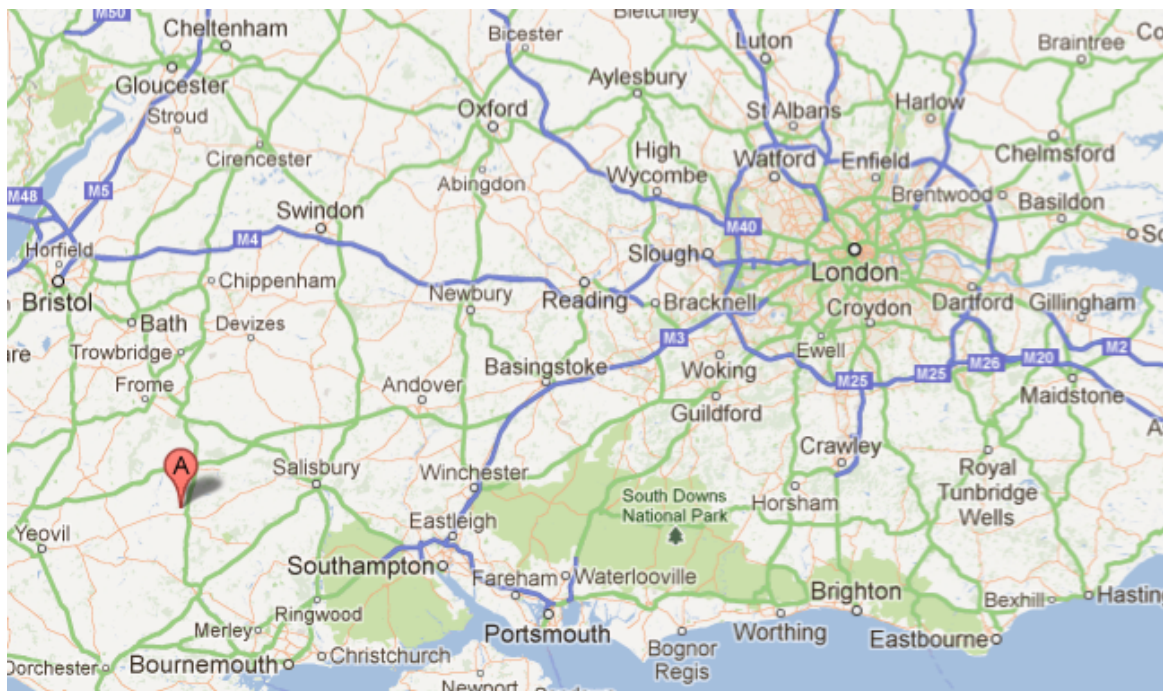 M50
Cheltenham
Gloucester
Stroud
Cirencester
Bicester
Bletchley
Luton
Aylesbury
Braintree
Co
Oxford
St Albans
Harlow
Abingdon
High
Wycombe
Watford
Enfield
Chelmsford
Brentwood
Basildon
M48
M5
Swindon
M4
M40
Horfield
Bristol
Chippenham
Newbury
Reading
Slough
Bracknell
London
So
Croydon
Dartford
Gillingham
Bath
Devizes
M3
Ewell
M2
are
Trowbridge
Basingstoke
Woking
M25
M25
M26
M20
Frome
Andover
Guildford
Maidstone
A
A
Salisbury
Winchester
Crawley
Royal
Tunbridge
Wells
South Downs
National Park
Horsham
Yeovil
Eastleigh
Southampton
Fareham
Waterlooville
Brighton
Bexhill
Hasting
Ringwood
Merley
Portsmouth
Worthing
Eastbourne
Dorchester
Bournemouth
Christchurch
Bognor
Regis
Newport